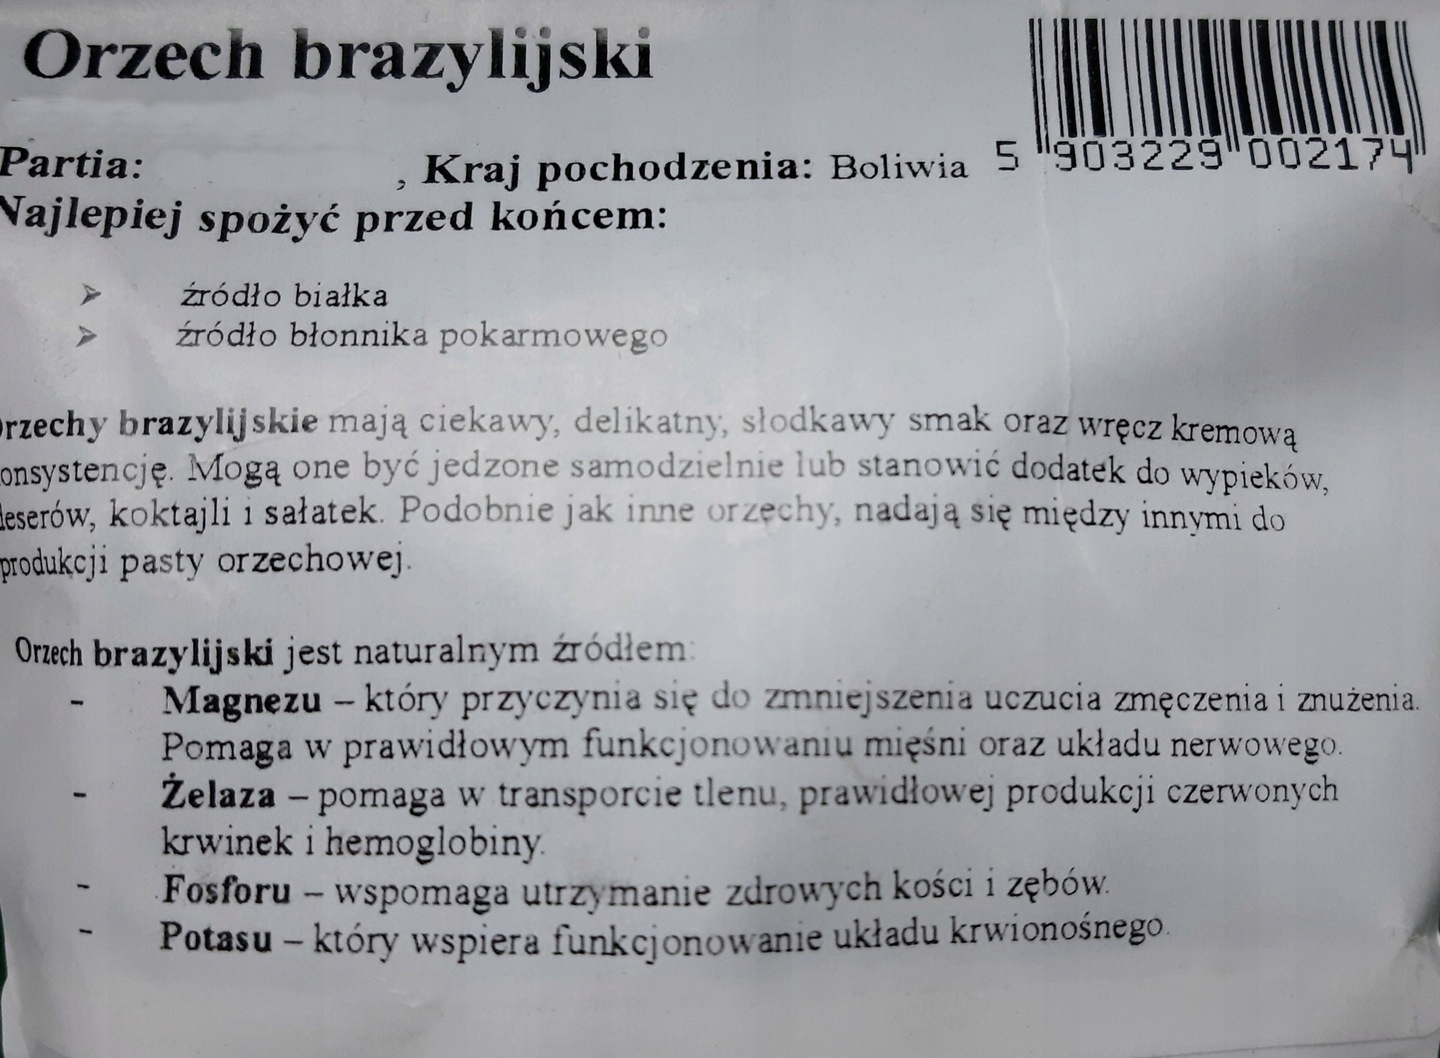 Orzech brazylijski
Partia: , Kraj pochodzenia: Boliwia 5 903229 002174
Najlepiej spożyć przed końcem:
➢ źródło białka
➢ źródło błonnika pokarmowego
rzechy brazylijskie mają ciekawy, delikatny, słodkawy smak oraz wręcz kremową
onsystencję. Mogą one być jedzone samodzielnie lub stanowić dodatek do wypieków,
deserów, koktajli i sałatek. Podobnie jak inne orzechy, nadają się między innymi do
produkcji pasty orzechowej.
Orzech brazylijski jest naturalnym źródłem:
- Magnezu – który przyczynia się do zmniejszenia uczucia zmęczenia i znużenia.
Pomaga w prawidłowym funkcjonowaniu mięśni oraz układu nerwowego.
- Żelaza – pomaga w transporcie tlenu, prawidłowej produkcji czerwonych
krwinek i hemoglobiny.
- Fosforu – wspomaga utrzymanie zdrowych kości i zębów.
- Potasu – który wspiera funkcjonowanie układu krwionośnego.